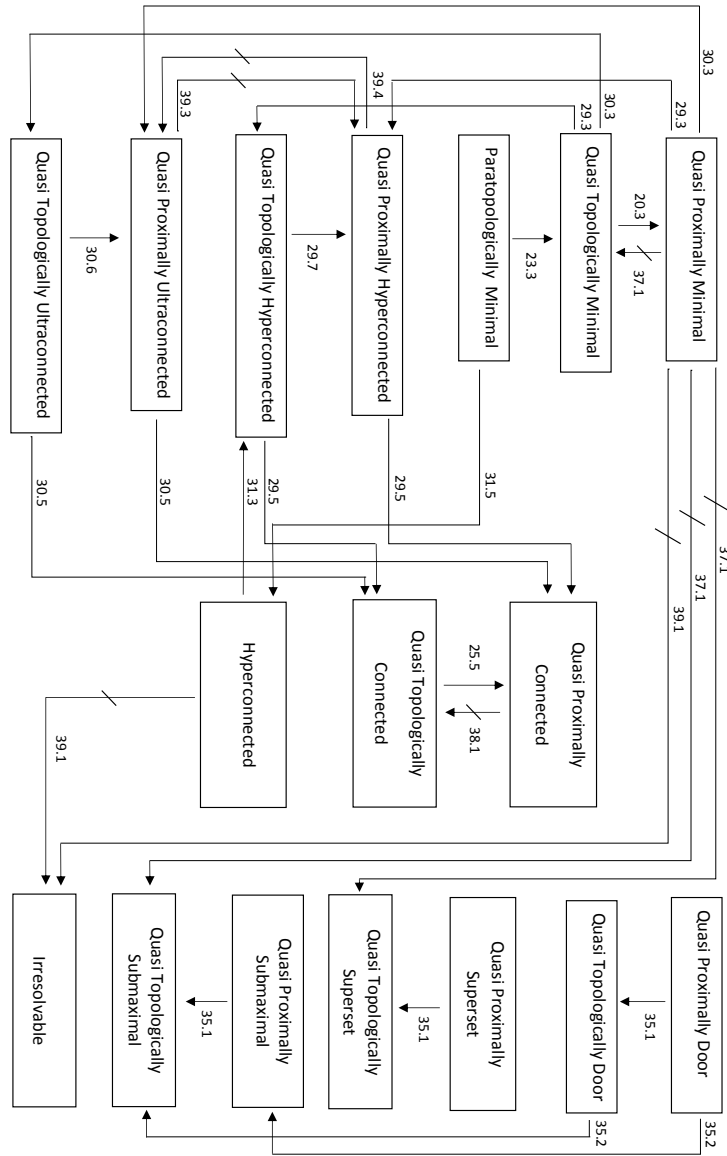 Quasi Proximally Minimal
Quasi Topologically Minimal
Paratopologically Minimal
Quasi Proximally Hyperconnected
Quasi Topologically Hyperconnected
Quasi Proximally Ultraconnected
Quasi Topologically Ultraconnected
30.3
29.3
30.3
29.3
39.4
39.3
20.3
37.1
23.3
29.7
30.6
37.1
37.1
39.1
31.5
29.5
29.5
31.3
30.5
30.5
Quasi Proximally
Connected
Quasi Topologically
Connected
Hyperconnected
25.5
38.1
39.1
Quasi Proximally Door
Quasi Topologically Door
Quasi Proximally
Superset
Quasi Topologically
Superset
Quasi Proximally
Submaximal
Quasi Topologically
Submaximal
Irresolvable
35.1
35.1
35.1
35.2
35.2